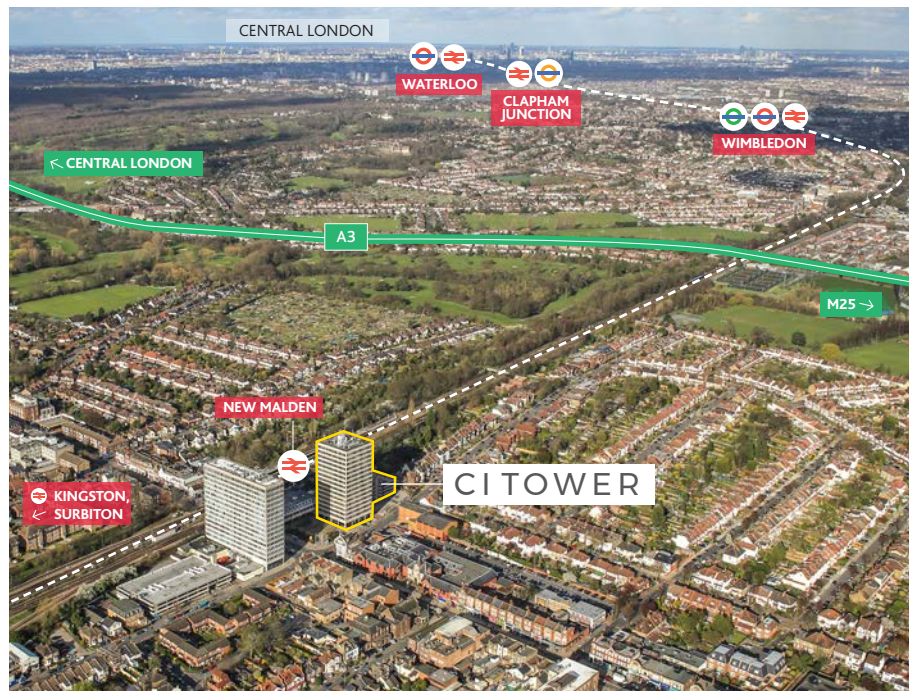 CENTRAL LONDON
WATERLOO
CLAPHAM
JUNCTION
WIMBLEDON
CENTRAL LONDON
A3
M25
NEW MALDEN
CI TOWER
KINGSTON,
SURBITON